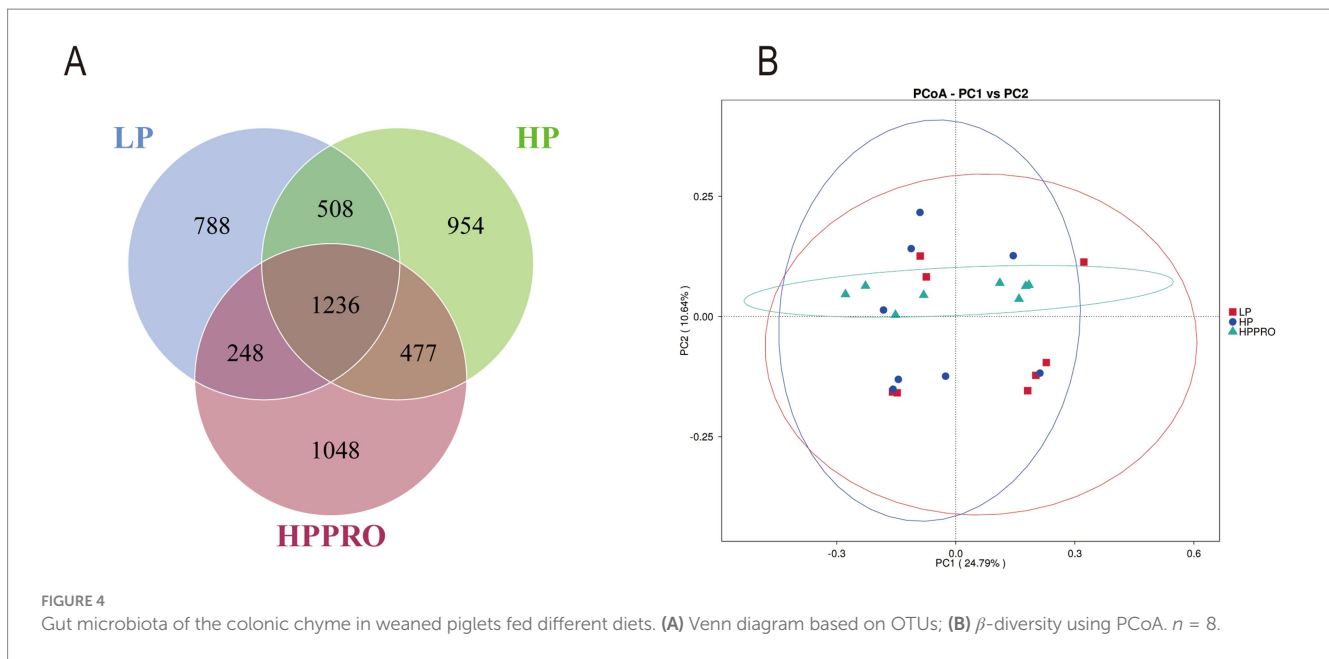 A
B
LP
HP
788
508
954
1236
248
477
1048
HPPRO
PCoA - PC1 vs PC2
PC2 ( 10.64% )
0.25
0.00
-0.25
-0.3
0.0
0.3
0.6
PC1 ( 24.79% )
LP
HP
HPPRO
FIGURE 4
Gut microbiota of the colonic chyme in weaned piglets fed different diets. (A) Venn diagram based on OTUs; (B) β-diversity using PCoA. n = 8.